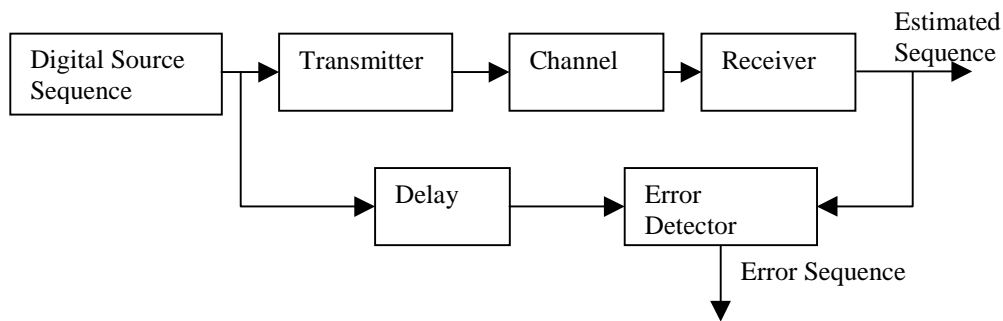 Estimated
Sequence
Digital Source
Sequence
Transmitter
Channel
Receiver
Delay
Error
Detector
Error Sequence